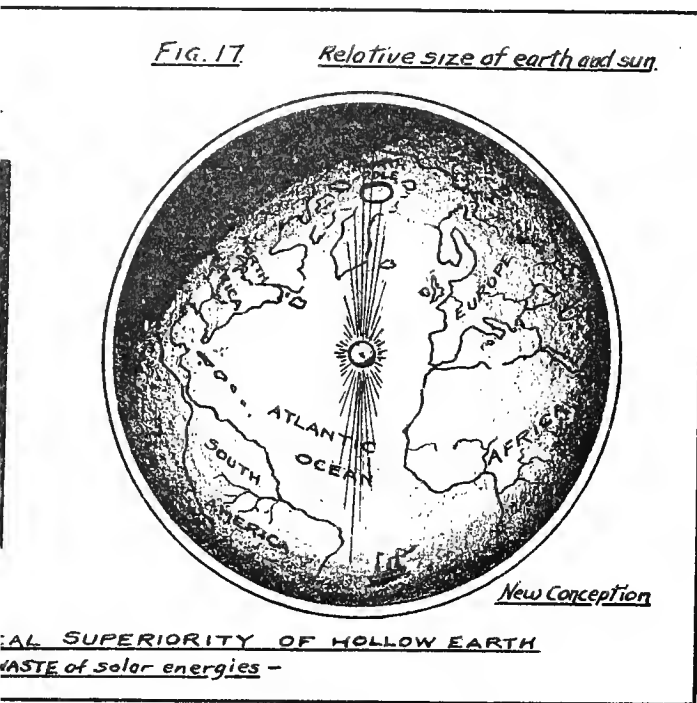 FIG. 17. Relative size of earth and sun.
POLE
EUROPE
ATLANTIC
OCEAN
AFRICA
SOUTH
AMERICA
New Conception
CAL SUPERIORITY OF HOLLOW EARTH
WASTE of solar energies –